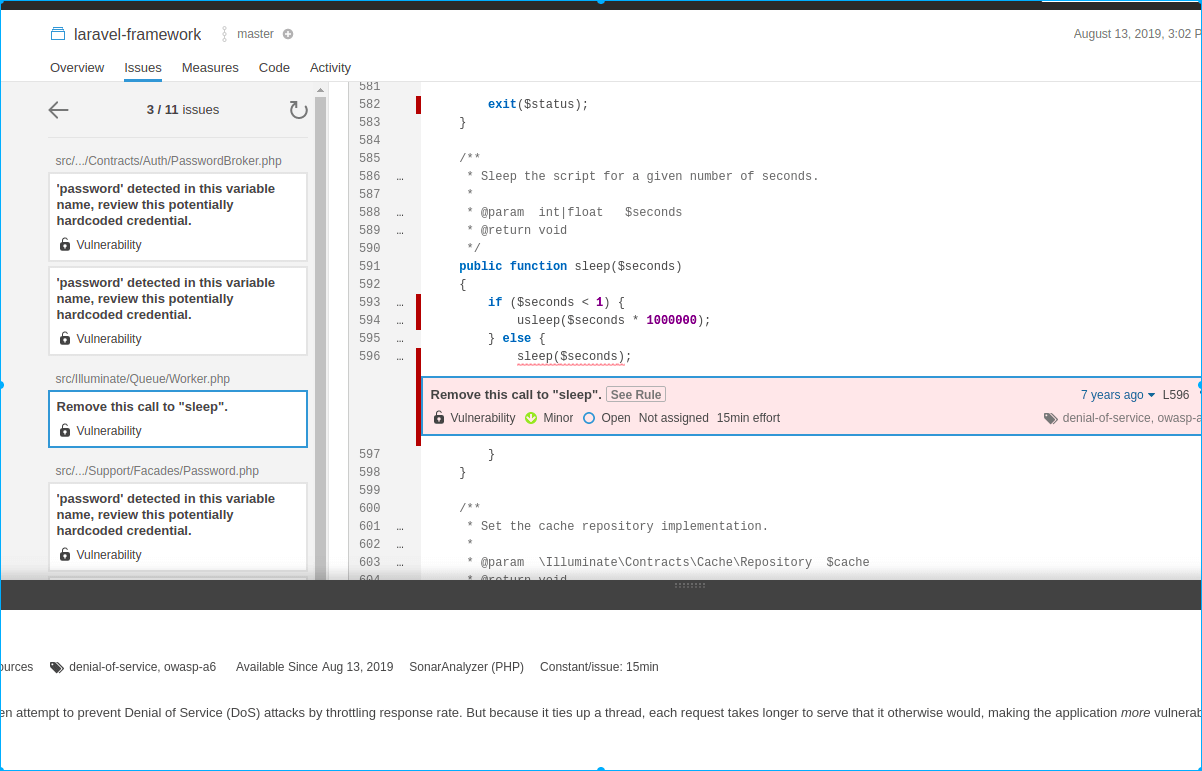 laravel-framework master August 13, 2019, 3:02 P
Overview Issues Measures Code Activity
3 / 11 issues
src/.../Contracts/Auth/PasswordBroker.php
'password' detected in this variable
name, review this potentially
hardcoded credential.
Vulnerability
'password' detected in this variable
name, review this potentially
hardcoded credential.
Vulnerability
src/Illuminate/Queue/Worker.php
Remove this call to "sleep".
Vulnerability
src/.../Support/Facades/Password.php
'password' detected in this variable
name, review this potentially
hardcoded credential.
Vulnerability
581
582 exit($status);
583 }
584
585 /**
586 … * Sleep the script for a given number of seconds.
587 *
588 … * @param  int|float   $seconds
589 … * @return void
590 */
591 public function sleep($seconds)
592 {
593 … if ($seconds < 1) {
594 … usleep($seconds * 1000000);
595 … } else {
596 … sleep($seconds);
Remove this call to "sleep". See Rule 7 years ago L596
Vulnerability Minor Open Not assigned 15min effort denial-of-service, owasp-a
597 }
598 }
599
600 /**
601 … * Set the cache repository implementation.
602 … *
603 … * @param  \Illuminate\Contracts\Cache\Repository  $cache
604 * @return void
ources denial-of-service, owasp-a6 Available Since Aug 13, 2019 SonarAnalyzer (PHP) Constant/issue: 15min
en attempt to prevent Denial of Service (DoS) attacks by throttling response rate. But because it ties up a thread, each request takes longer to serve that it otherwise would, making the application more vulnerab